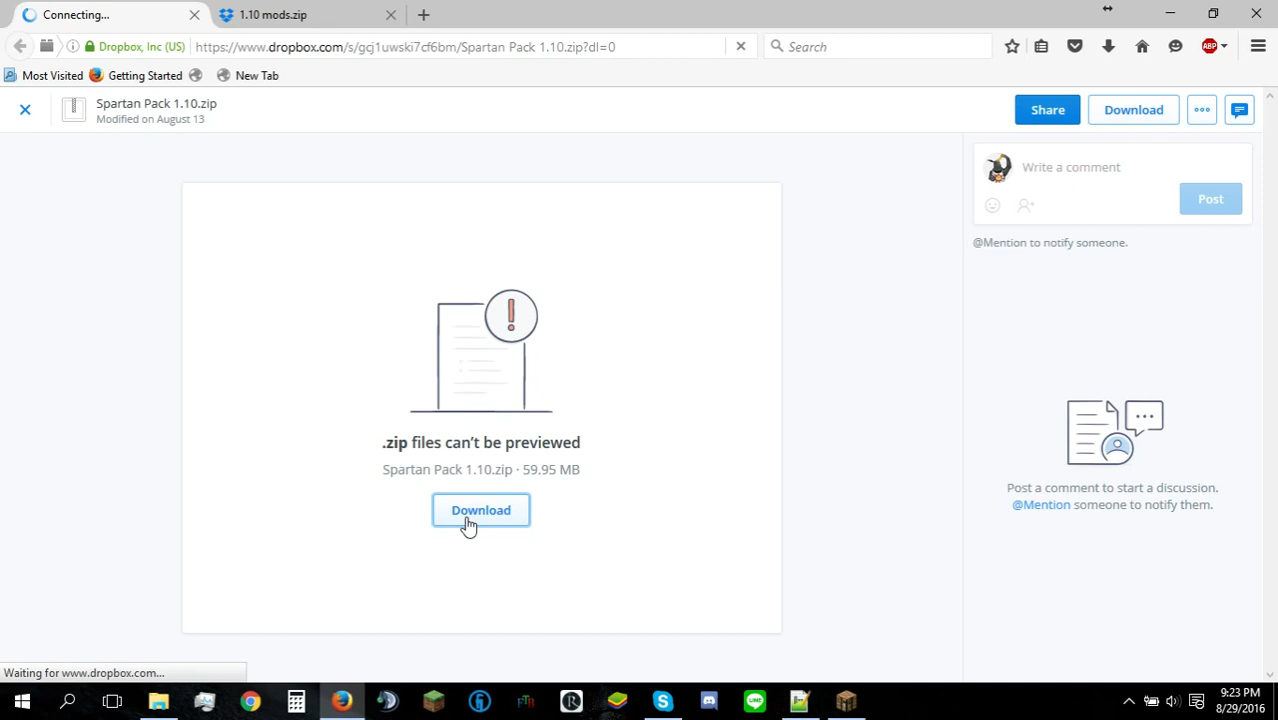 Connecting...
1.10 mods.zip
Dropbox, Inc (US)
https://www.dropbox.com/s/gcj1uwski7cf6bm/Spartan Pack 1.10.zip?dl=0
Search
ABP
Most Visited
Getting Started
New Tab
Spartan Pack 1.10.zip
Modified on August 13
Share
Download
Write a comment
Post
@Mention to notify someone.
.zip files can't be previewed
Spartan Pack 1.10.zip · 59.95 MB
Download
Post a comment to start a discussion.
@Mention someone to notify them.
Waiting for www.dropbox.com...
9:23 PM
8/29/2016